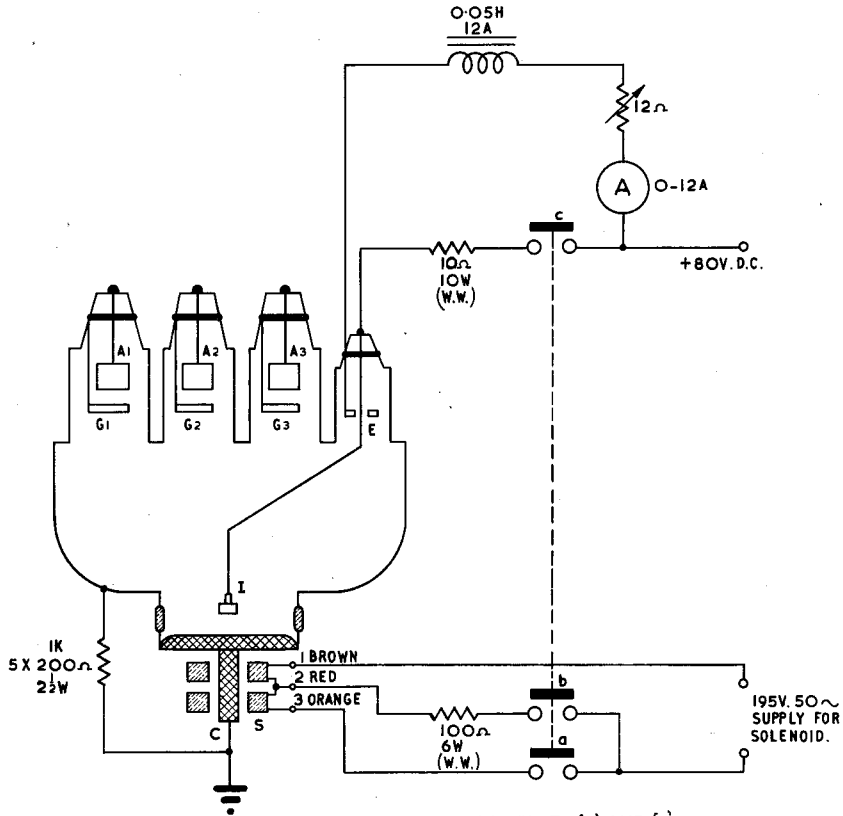 0·05H
12A
12Ω
A
0-12A
c
10Ω
10W
(W.W.)
+80V. D.C.
A1
A2
A3
G1
G2
G3
E
I
1K
5 X 200Ω
2½W
1 BROWN
2 RED
3 ORANGE
C
S
b
100Ω
6W
(W.W.)
a
195V. 50~
SUPPLY FOR
SOLENOID.